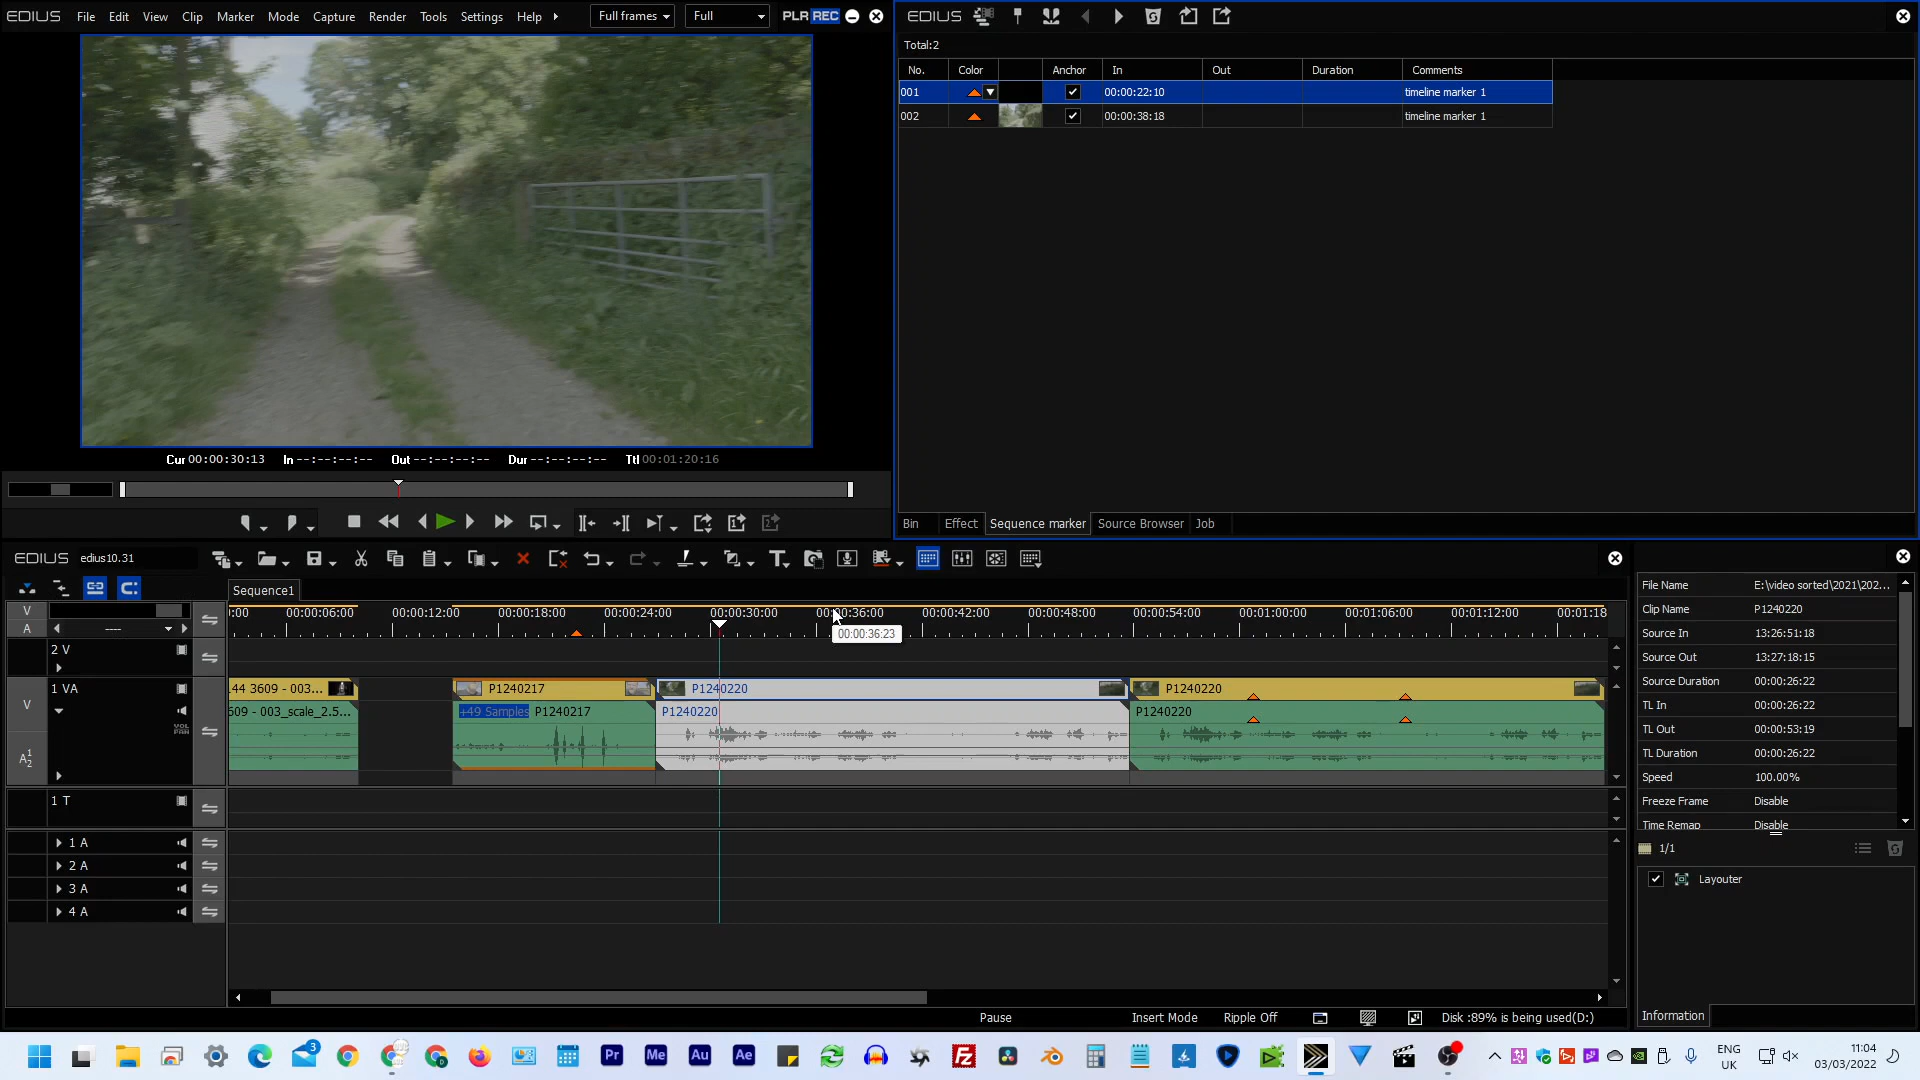 EDIUS File Edit View Clip Marker Mode Capture Render Tools Settings Help Full frames Full PLR REC
EDIUS
Total:2
No. Color Anchor In Out Duration Comments
001 00:00:22:10 timeline marker 1
002 00:00:38:18 timeline marker 1
Cur 00:00:30:13 In --:--:--:-- Out --:--:--:-- Dur --:--:--:-- Ttl 00:01:20:16
Bin Effect Sequence marker Source Browser Job
EDIUS edius10.31
Sequence1
V
A
----
:00 00:00:06:00 00:00:12:00 00:00:18:00 00:00:24:00 00:00:30:00 00:00:36:00 00:00:42:00 00:00:48:00 00:00:54:00 00:01:00:00 00:01:06:00 00:01:12:00 00:01:18
00:00:36:23
2 V
V
1 VA
.44 3609 - 003... P1240217 P1240220 P1240220
609 - 003_scale_2.5... +49 Samples P1240217 P1240220 P1240220
VOL
PAN
A 1 2
1 T
1 A
2 A
3 A
4 A
File Name E:\video sorted\2021\202...
Clip Name P1240220
Source In 13:26:51:18
Source Out 13:27:18:15
Source Duration 00:00:26:22
TL In 00:00:26:22
TL Out 00:00:53:19
TL Duration 00:00:26:22
Speed 100.00%
Freeze Frame Disable
Time Remap Disable
1/1
Layouter
Information
Pause Insert Mode Ripple Off Disk :89% is being used(D:)
3
Pr Me Au Ae
ENG
UK
11:04
03/03/2022